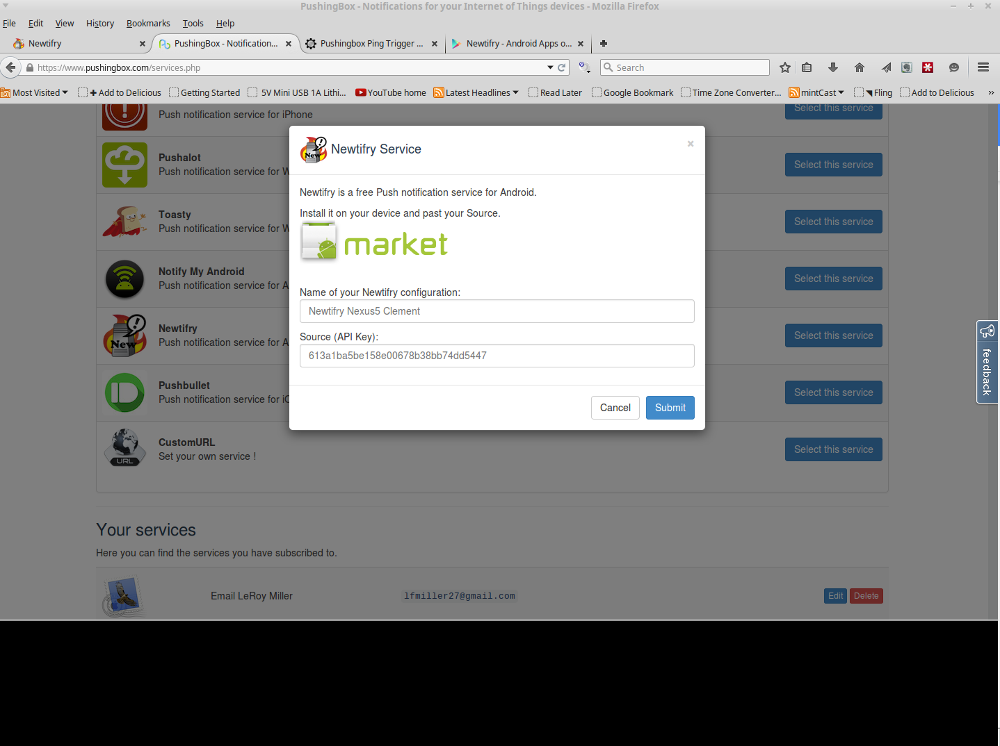 PushingBox - Notifications for your Internet of Things devices - Mozilla Firefox
File Edit View History Bookmarks Tools Help
Newtifry
PushingBox - Notification...
Pushingbox Ping Trigger ...
Newtifry - Android Apps o...
https://www.pushingbox.com/services.php
Search
Most Visited
Add to Delicious
Getting Started
5V Mini USB 1A Lithi...
YouTube home
Latest Headlines
Read Later
Google Bookmark
Time Zone Converter...
mintCast
Fling
Add to Delicious
»
Push notification service for iPhone
Select this service
Pushalot
Push notification service for W
Select this service
Toasty
Push notification service for W
Select this service
Notify My Android
Push notification service for A
Select this service
New
Newtifry
Push notification service for A
Select this service
Pushbullet
Push notification service for iO
Select this service
URL
CustomURL
Set your own service !
Select this service
New
Newtifry Service
×
Newtifry is a free Push notification service for Android.
Install it on your device and past your Source.
market
Name of your Newtifry configuration:
Newtifry Nexus5 Clement
Source (API Key):
613a1ba5be158e00678b38bb74dd5447
Cancel
Submit
feedback
Your services
Here you can find the services you have subscribed to.
Email LeRoy Miller
lfmiller27@gmail.com
Edit
Delete